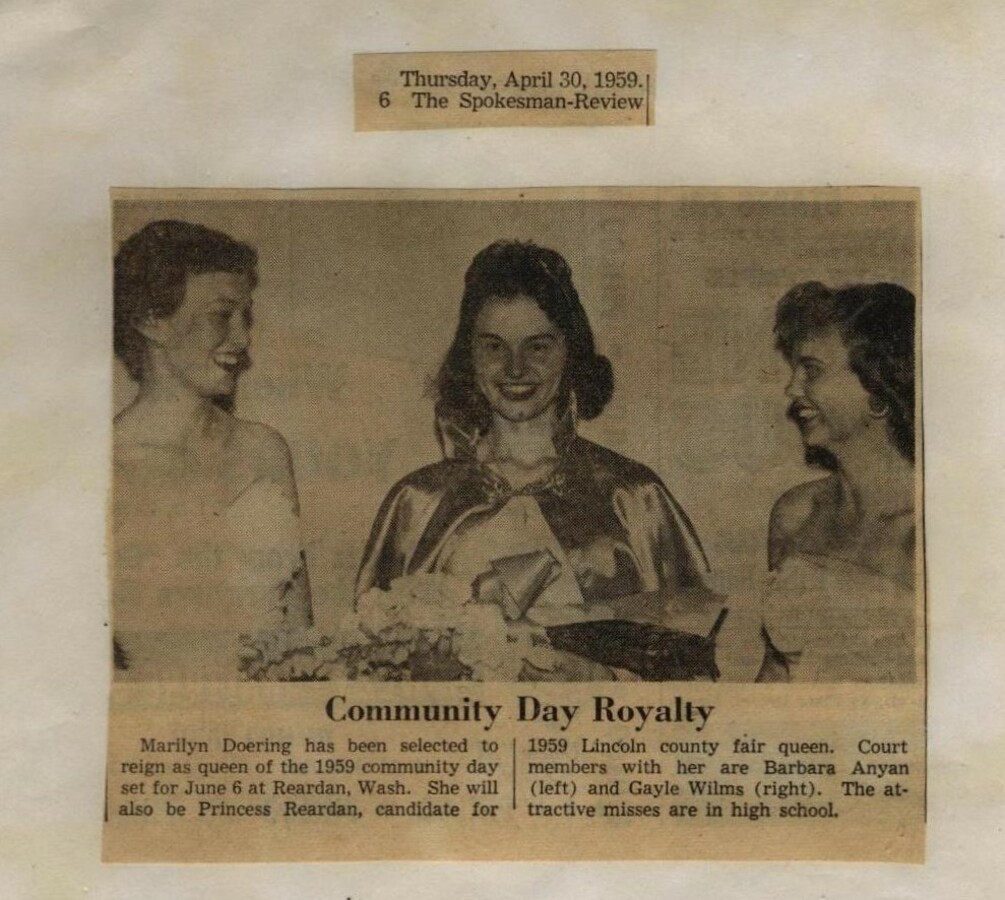 Thursday, April 30, 1959.
6 The Spokesman-Review
Community Day Royalty
Marilyn Doering has been selected to
reign as queen of the 1959 community day
set for June 6 at Reardan, Wash. She will
also be Princess Reardan, candidate for
1959 Lincoln county fair queen. Court
members with her are Barbara Anyan
(left) and Gayle Wilms (right). The at-
tractive misses are in high school.